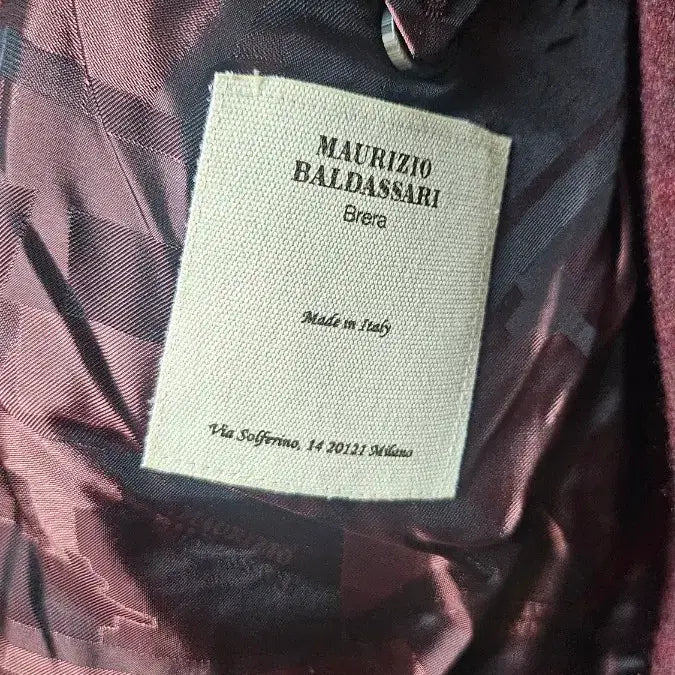 MAURIZIO
BALDASSARI
Brera
Made in Italy
Via Solferino, 14 20121 Milano